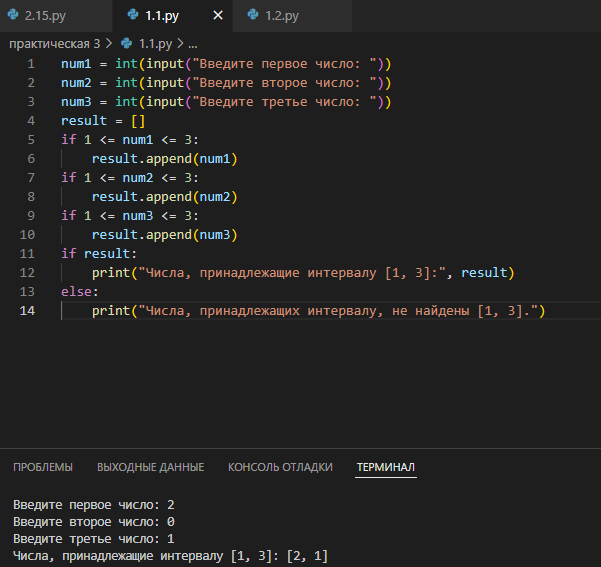 2.15.py 1.1.py 1.2.py
практическая 3 > 1.1.py > ...
1 num1 = int(input("Введите первое число: "))
2 num2 = int(input("Введите второе число: "))
3 num3 = int(input("Введите третье число: "))
4 result = []
5 if 1 <= num1 <= 3:
6     result.append(num1)
7 if 1 <= num2 <= 3:
8     result.append(num2)
9 if 1 <= num3 <= 3:
10     result.append(num3)
11 if result:
12     print("Числа, принадлежащие интервалу [1, 3]:", result)
13 else:
14     print("Числа, принадлежащих интервалу, не найдены [1, 3].")
ПРОБЛЕМЫ ВЫХОДНЫЕ ДАННЫЕ КОНСОЛЬ ОТЛАДКИ ТЕРМИНАЛ
Введите первое число: 2
Введите второе число: 0
Введите третье число: 1
Числа, принадлежащие интервалу [1, 3]: [2, 1]